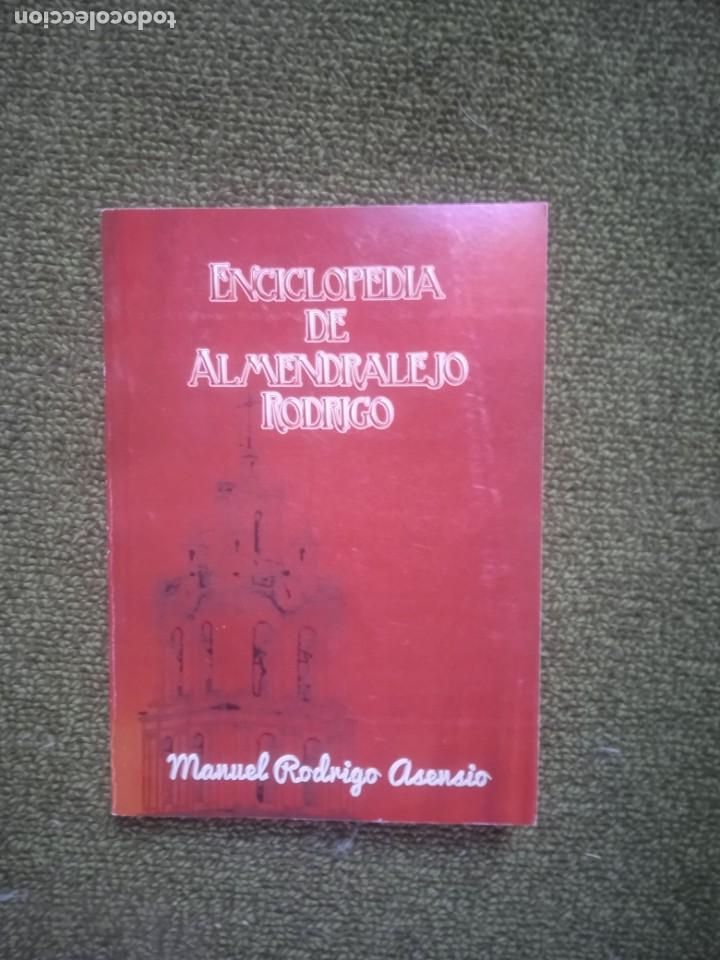 todocoleccion
ENCICLOPEDIA
DE
ALMENDRALEJO
RODRIGO
Manuel Rodrigo Asensio